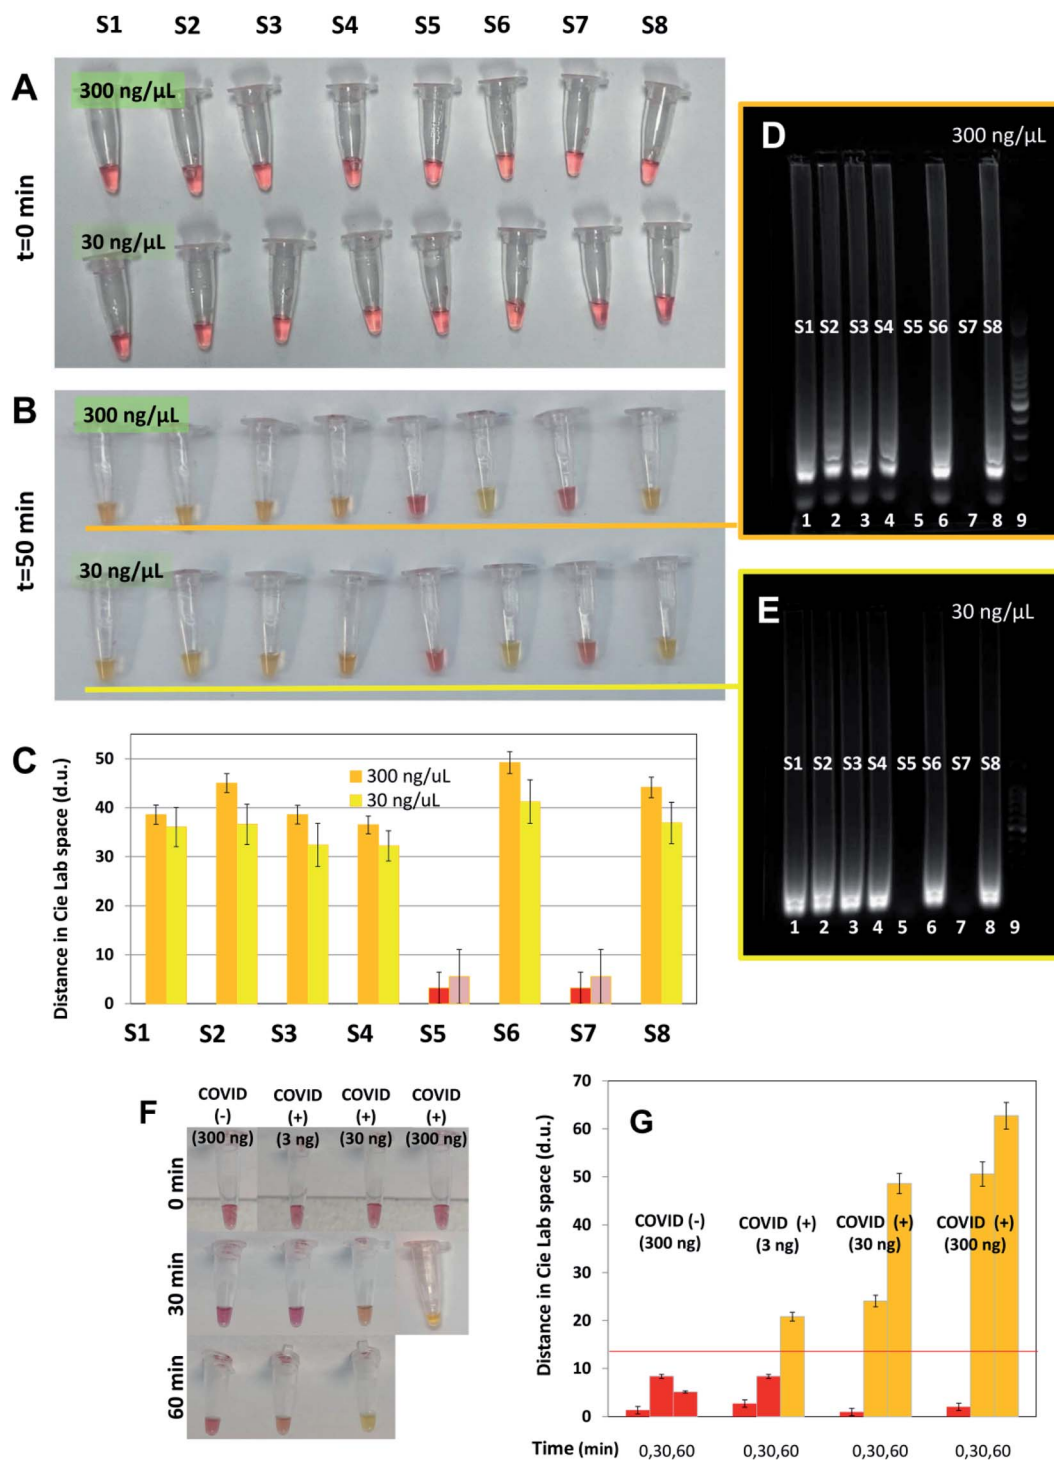 S1 S2 S3 S4 S5 S6 S7 S8
A
300 ng/µL
t=0 min
30 ng/µL
B
300 ng/µL
t=50 min
30 ng/µL
D
300 ng/µL
S1 S2 S3 S4 S5 S6 S7 S8
1 2 3 4 5 6 7 8 9
E
30 ng/µL
S1 S2 S3 S4 S5 S6 S7 S8
1 2 3 4 5 6 7 8 9
C
Distance in Cie Lab space (d.u.)
50
40
30
20
10
0
300 ng/uL
30 ng/uL
S1 S2 S3 S4 S5 S6 S7 S8
F
COVID (-) (300 ng)
COVID (+) (3 ng)
COVID (+) (30 ng)
COVID (+) (300 ng)
0 min
30 min
60 min
G
Distance in Cie Lab space (d.u.)
70
60
50
40
30
20
10
0
COVID (-) (300 ng)
COVID (+) (3 ng)
COVID (+) (30 ng)
COVID (+) (300 ng)
Time (min) 0,30,60 0,30,60 0,30,60 0,30,60